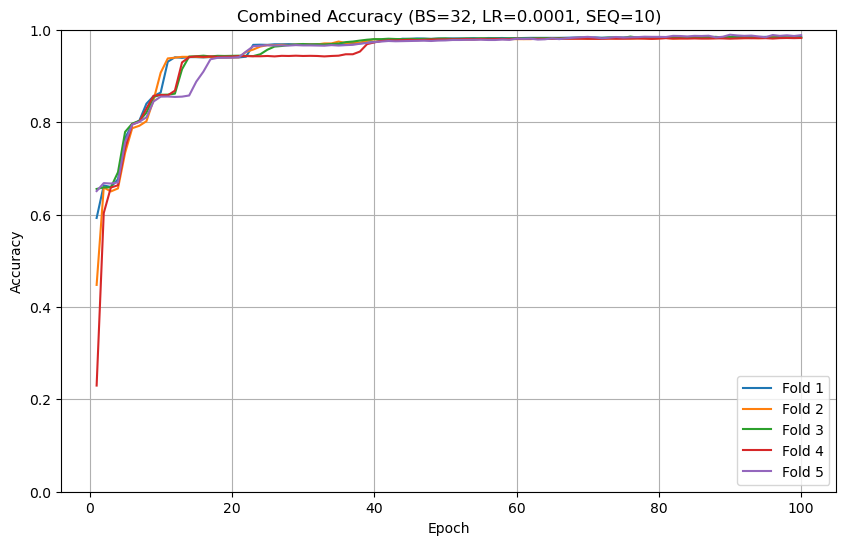 Combined Accuracy (BS=32, LR=0.0001, SEQ=10)
1.0
0.8
0.6
0.4
0.2
0.0
Accuracy
0 20 40 60 80 100
Epoch
Fold 1
Fold 2
Fold 3
Fold 4
Fold 5